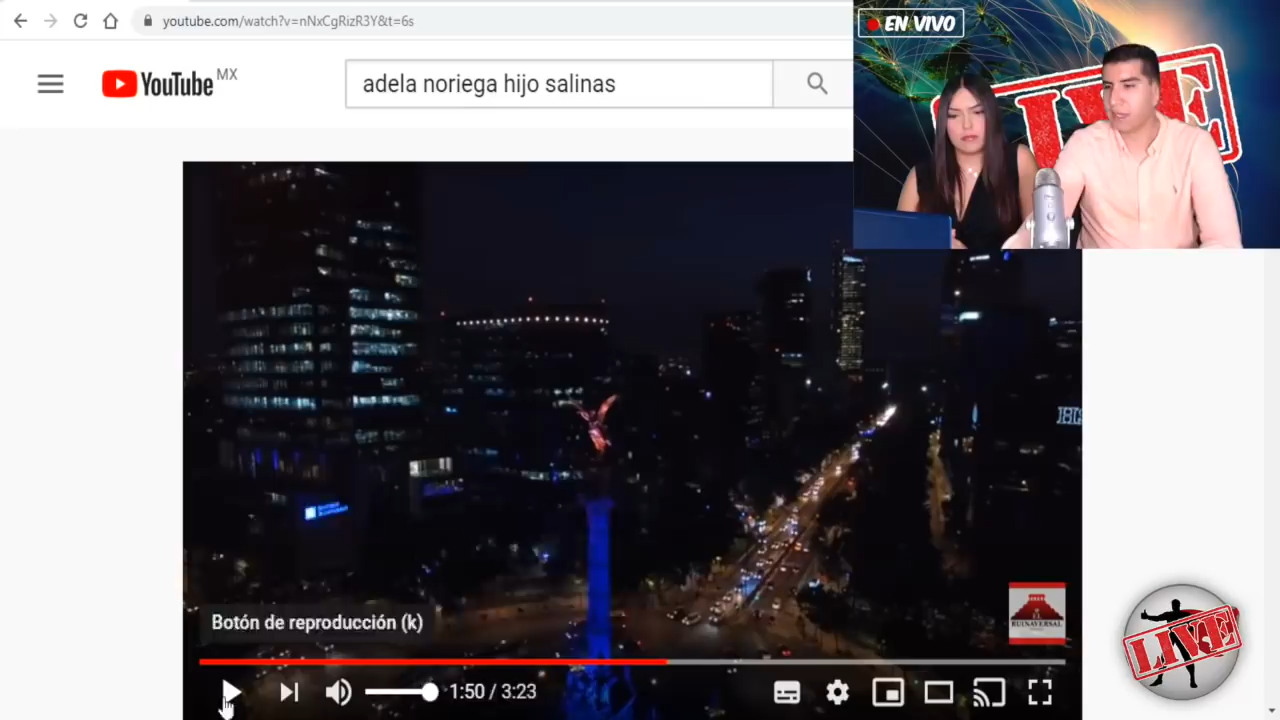 youtube.com/watch?v=nNxCgRizR3Y&t=6s
EN VIVO
YouTube MX
adela noriega hijo salinas
LIVE
Botón de reproducción (k)
RUINAVERSAL
LIVE
1:50 / 3:23